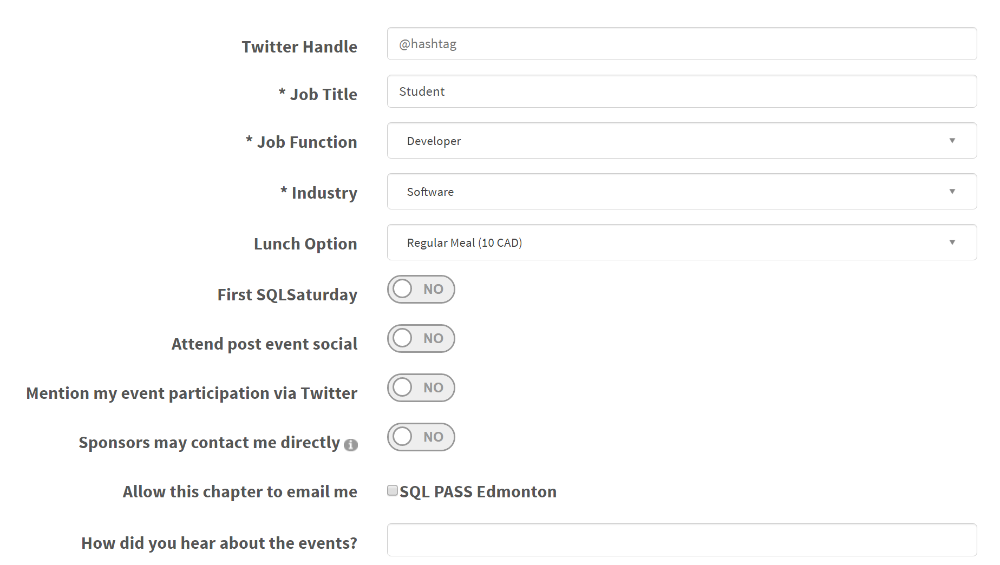 Twitter Handle @hashtag
* Job Title Student
* Job Function Developer
* Industry Software
Lunch Option Regular Meal (10 CAD)
First SQLSaturday NO
Attend post event social NO
Mention my event participation via Twitter NO
Sponsors may contact me directly i NO
Allow this chapter to email me SQL PASS Edmonton
How did you hear about the events?